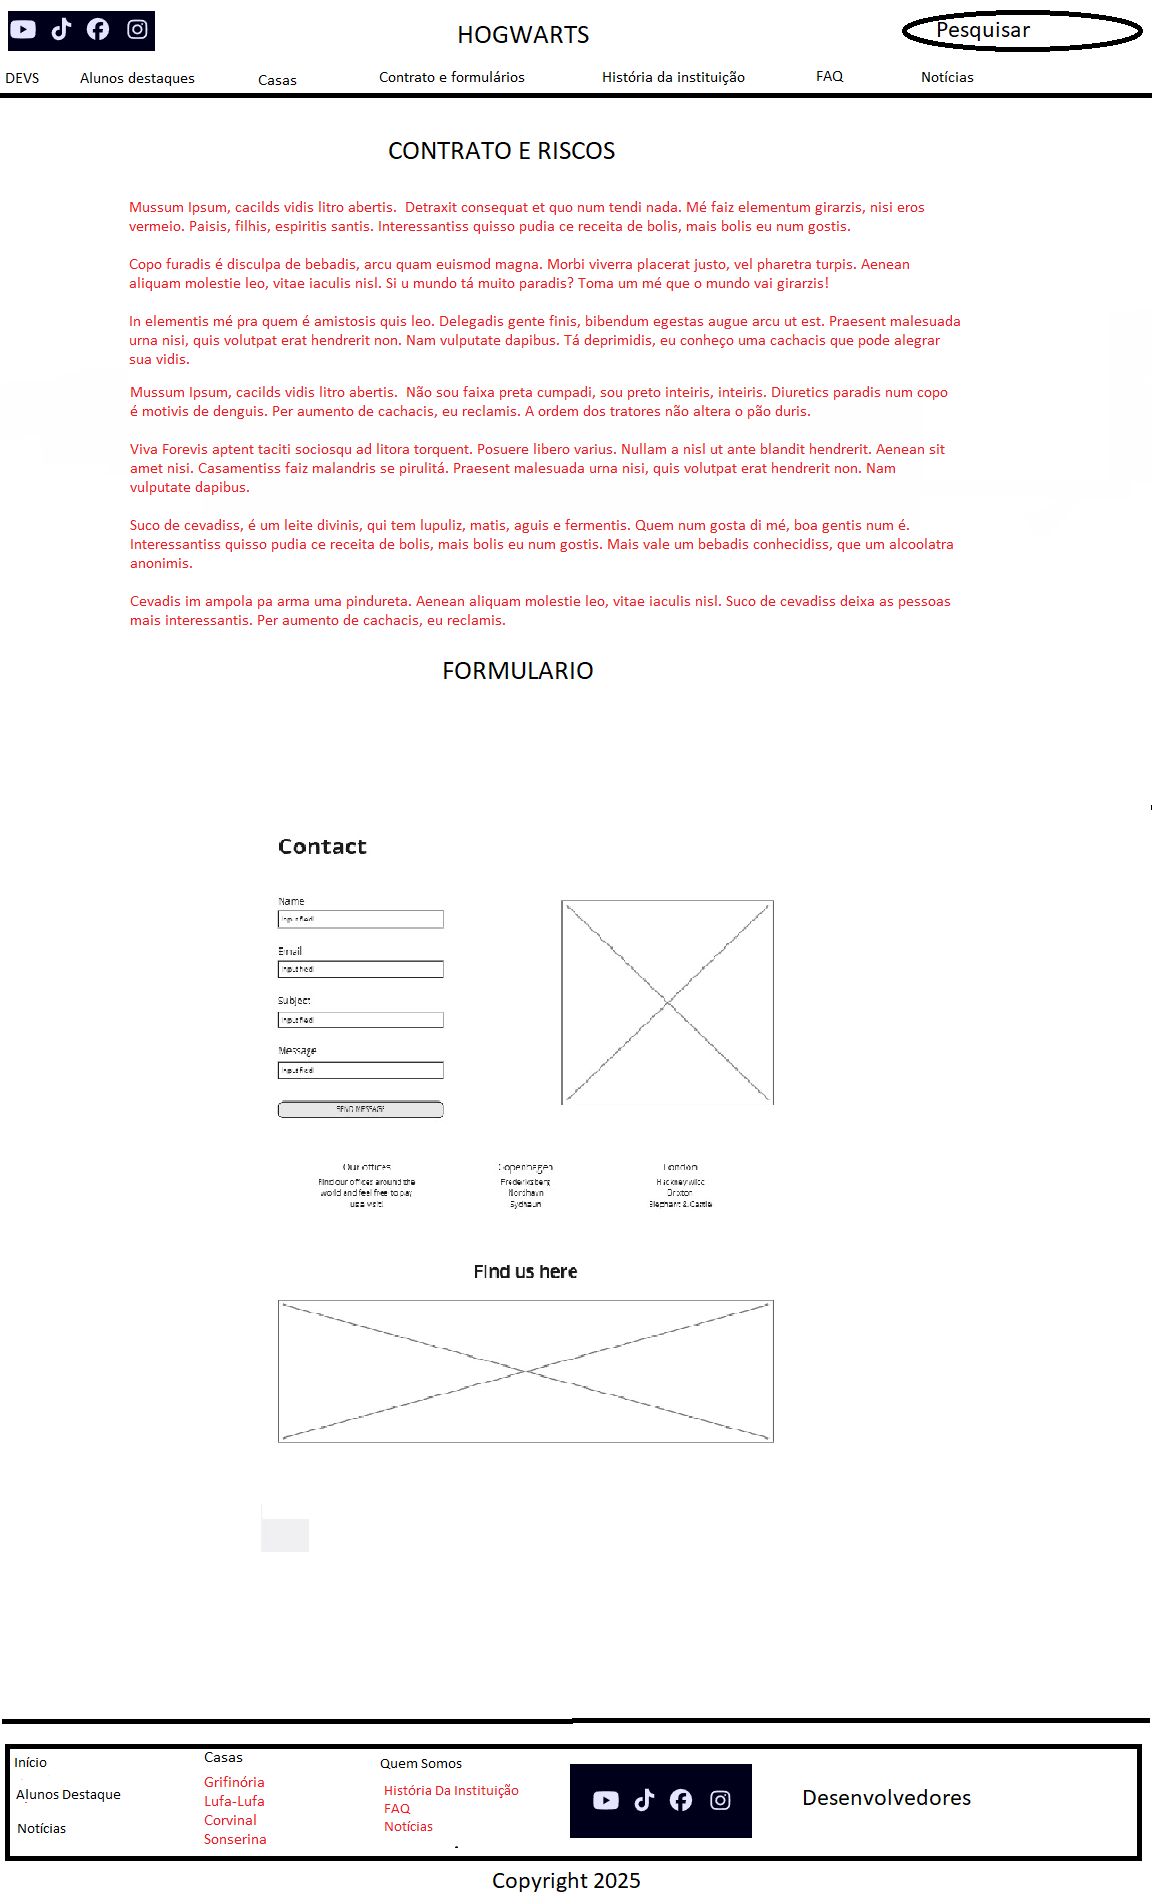 HOGWARTS
Pesquisar
DEVS Alunos destaques Casas Contrato e formulários História da instituição FAQ Notícias
CONTRATO E RISCOS
Mussum Ipsum, cacilds vidis litro abertis.  Detraxit consequat et quo num tendi nada. Mé faiz elementum girarzis, nisi eros
vermeio. Paisis, filhis, espiritis santis. Interessantiss quisso pudia ce receita de bolis, mais bolis eu num gostis.
Copo furadis é disculpa de bebadis, arcu quam euismod magna. Morbi viverra placerat justo, vel pharetra turpis. Aenean
aliquam molestie leo, vitae iaculis nisl. Si u mundo tá muito paradis? Toma um mé que o mundo vai girarzis!
In elementis mé pra quem é amistosis quis leo. Delegadis gente finis, bibendum egestas augue arcu ut est. Praesent malesuada
urna nisi, quis volutpat erat hendrerit non. Nam vulputate dapibus. Tá deprimidis, eu conheço uma cachacis que pode alegrar
sua vidis.
Mussum Ipsum, cacilds vidis litro abertis.  Não sou faixa preta cumpadi, sou preto inteiris, inteiris. Diuretics paradis num copo
é motivis de denguis. Per aumento de cachacis, eu reclamis. A ordem dos tratores não altera o pão duris.
Viva Forevis aptent taciti sociosqu ad litora torquent. Posuere libero varius. Nullam a nisl ut ante blandit hendrerit. Aenean sit
amet nisi. Casamentiss faiz malandris se pirulitá. Praesent malesuada urna nisi, quis volutpat erat hendrerit non. Nam
vulputate dapibus.
Suco de cevadiss, é um leite divinis, qui tem lupuliz, matis, aguis e fermentis. Quem num gosta di mé, boa gentis num é.
Interessantiss quisso pudia ce receita de bolis, mais bolis eu num gostis. Mais vale um bebadis conhecidiss, que um alcoolatra
anonimis.
Cevadis im ampola pa arma uma pindureta. Aenean aliquam molestie leo, vitae iaculis nisl. Suco de cevadiss deixa as pessoas
mais interessantis. Per aumento de cachacis, eu reclamis.
FORMULARIO
Contact
Name
Input field
Email
Input field
Subject
Input field
Message
Input field
SEND MESSAGE
Our offices
Find our offices around the
world and feel free to pay
us a visit!
Copenhagen
Frederiksberg
Nordhavn
Sydhavn
London
Hackney wick
Brixton
Elephant & Castle
Find us here
Início
Alunos Destaque
Notícias
Casas
Grifinória
Lufa-Lufa
Corvinal
Sonserina
Quem Somos
História Da Instituição
FAQ
Notícias
Desenvolvedores
Copyright 2025